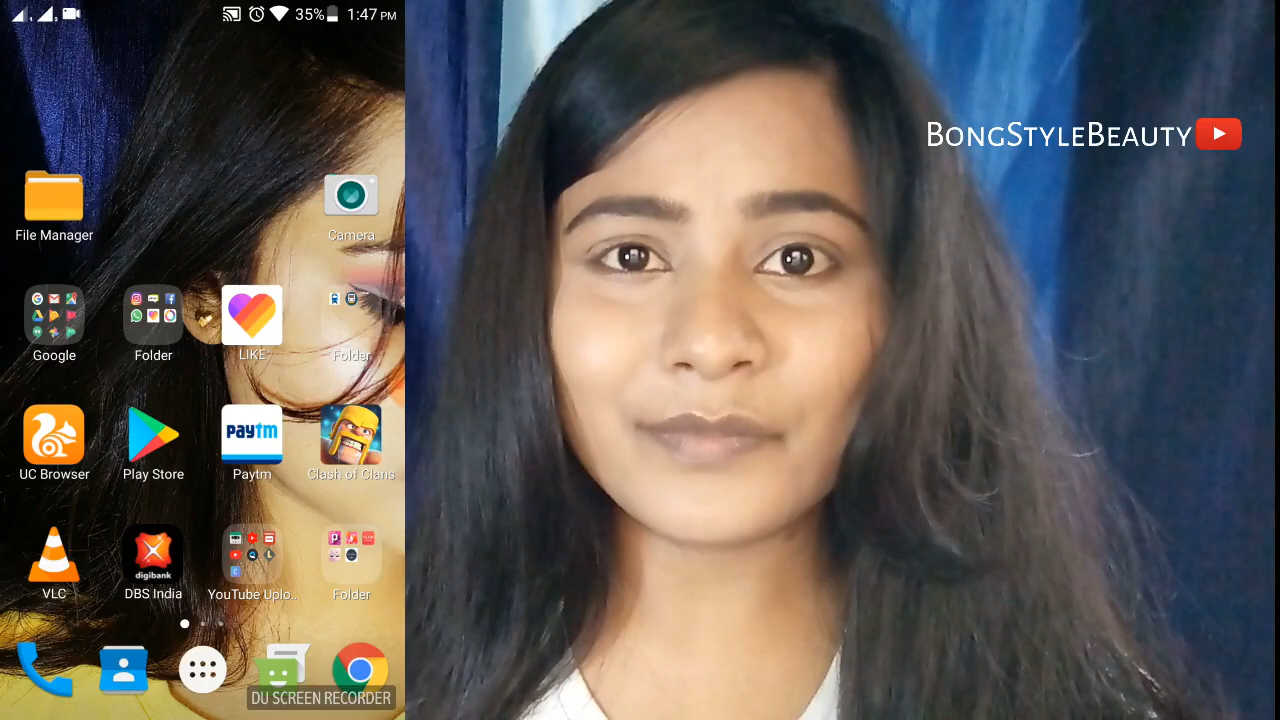 35% 1:47 PM
BongStyleBeauty
File Manager
Camera
Google
Folder
LIKE
Folder
paytm
UC Browser
Play Store
Paytm
Clash of Clans
digibank
VLC
DBS India
YouTube Uplo..
Folder
DU SCREEN RECORDER